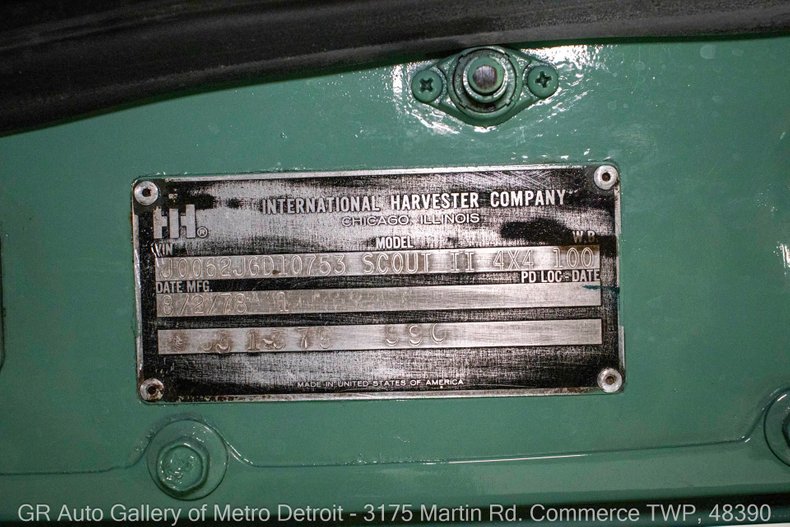 IH®
INTERNATIONAL HARVESTER COMPANY
CHICAGO, ILLINOIS
VIN MODEL W.B.
J0062JGD10753 SCOUT II 4X4 100
DATE MFG. PD LOC-DATE
MADE IN UNITED STATES OF AMERICA
GR Auto Gallery of Metro Detroit - 3175 Martin Rd. Commerce TWP, 48390